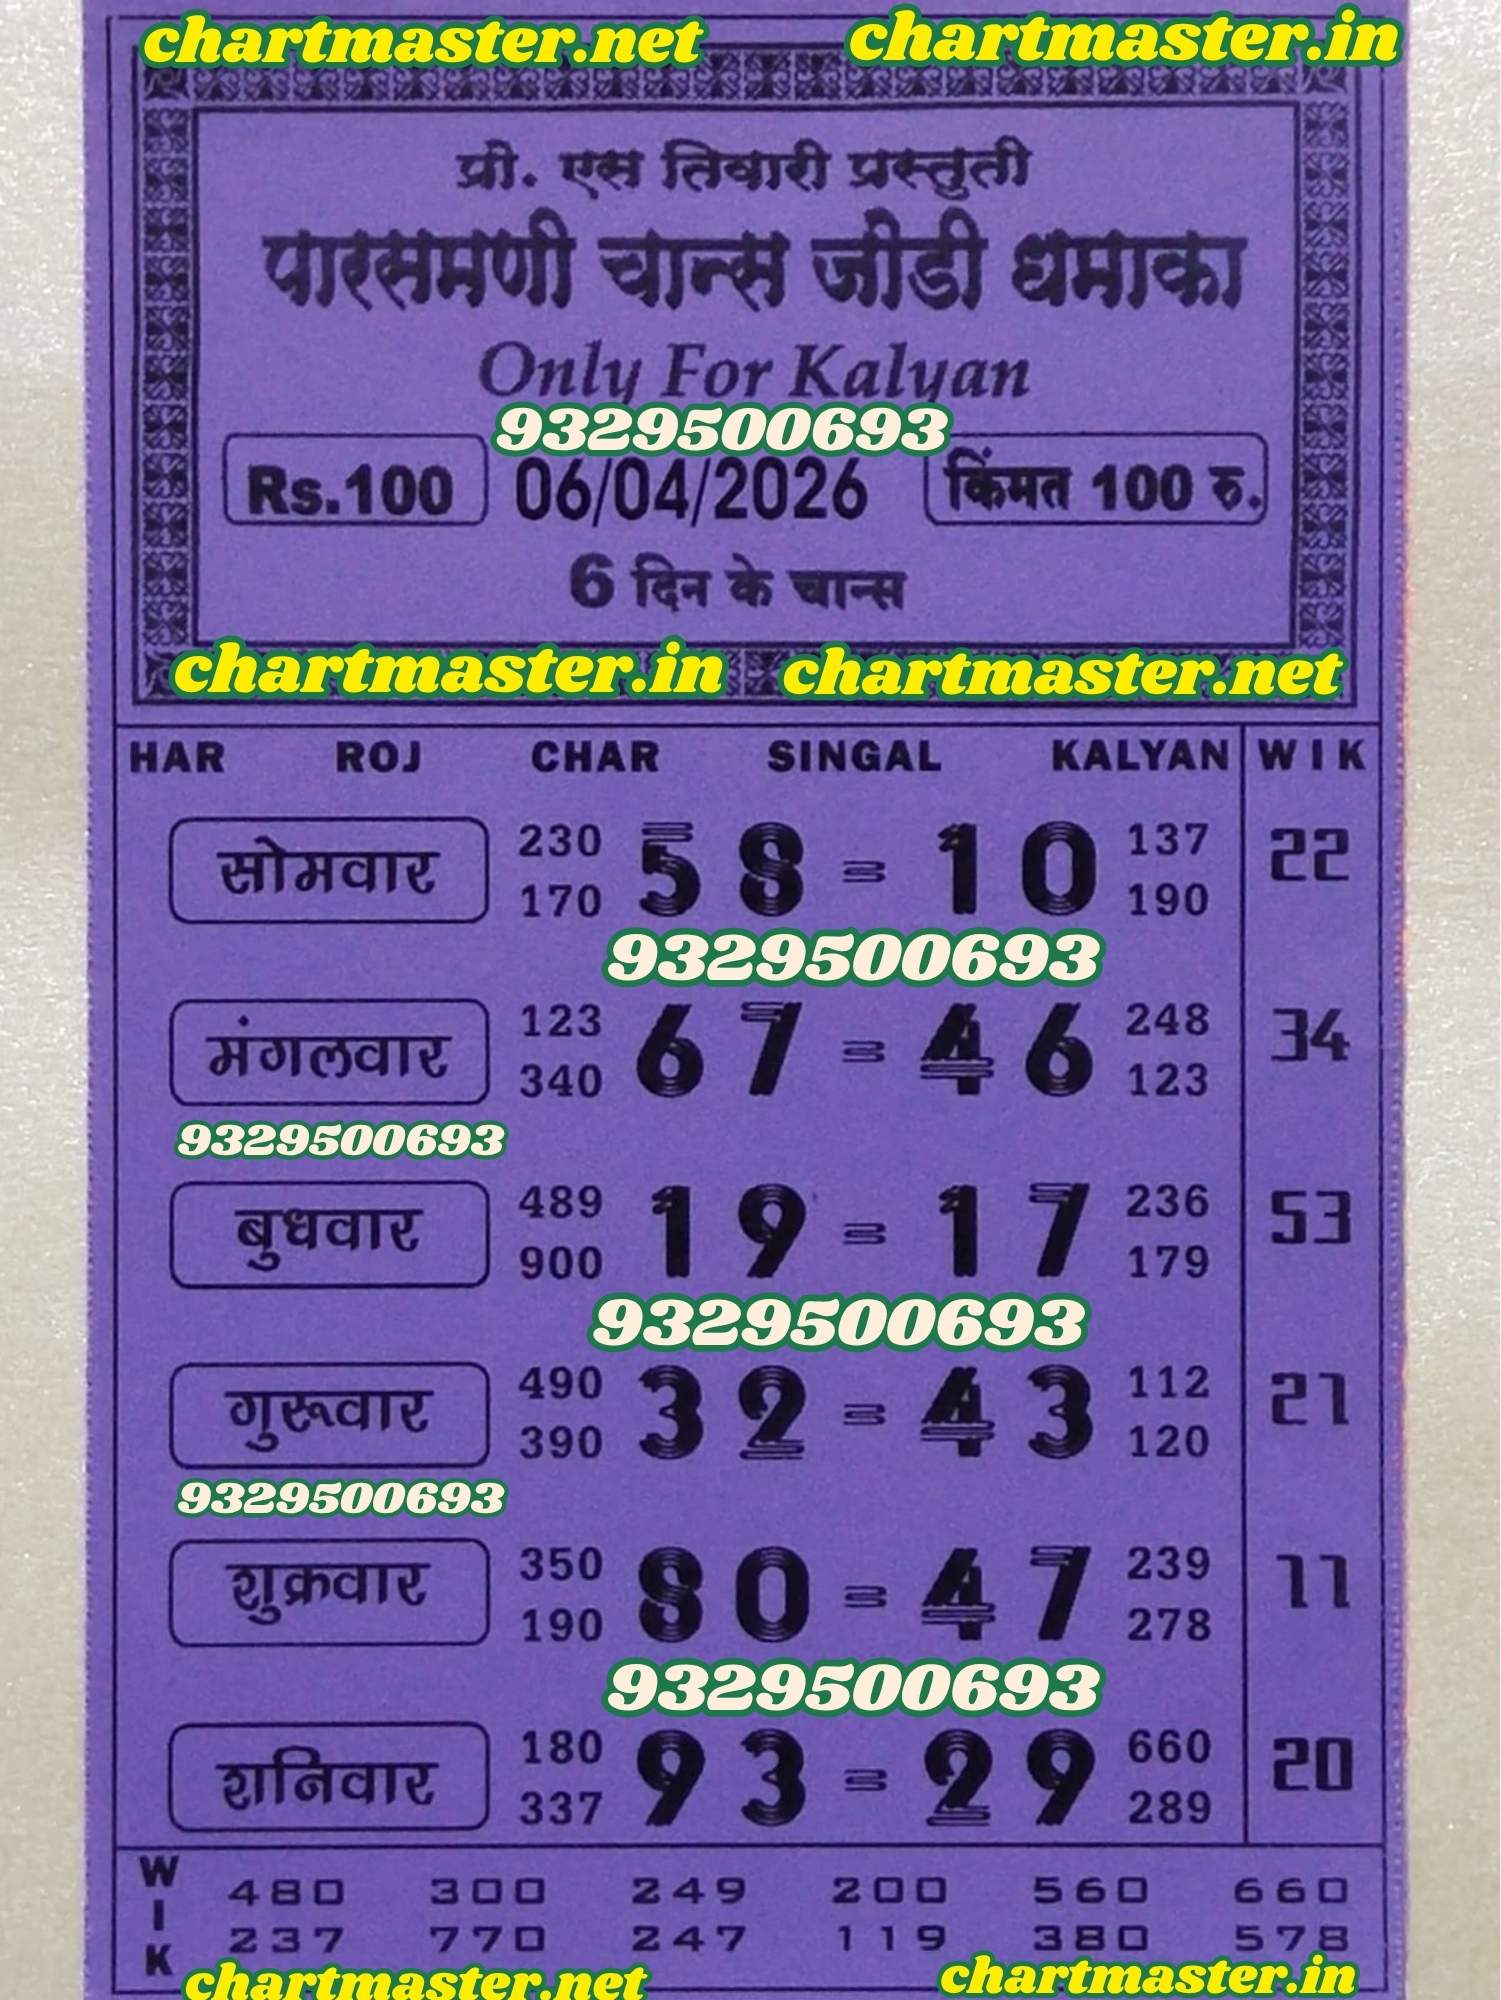 chartmaster.net chartmaster.in
प्री. एस तिवारी प्रस्तुती
पारसमणी चान्स जीडी धमाका
Only For Kalyan
9329500693
Rs.100 06/04/2026 किंमत 100 रु.
6 दिन के चान्स
chartmaster.in chartmaster.net
HAR ROJ CHAR SINGAL KALYAN WIK
सोमवार 230 170 58 = 10 137 190 22
9329500693
मंगलवार 123 340 67 = 46 248 123 34
9329500693
बुधवार 489 900 19 = 17 236 179 53
9329500693
गुरूवार 490 390 32 = 43 112 120 21
9329500693
शुक्रवार 350 190 80 = 47 239 278 11
9329500693
शनिवार 180 337 93 = 29 660 289 20
WIK
480 300 249 200 560 660
237 770 247 119 380 578
chartmaster.net chartmaster.in